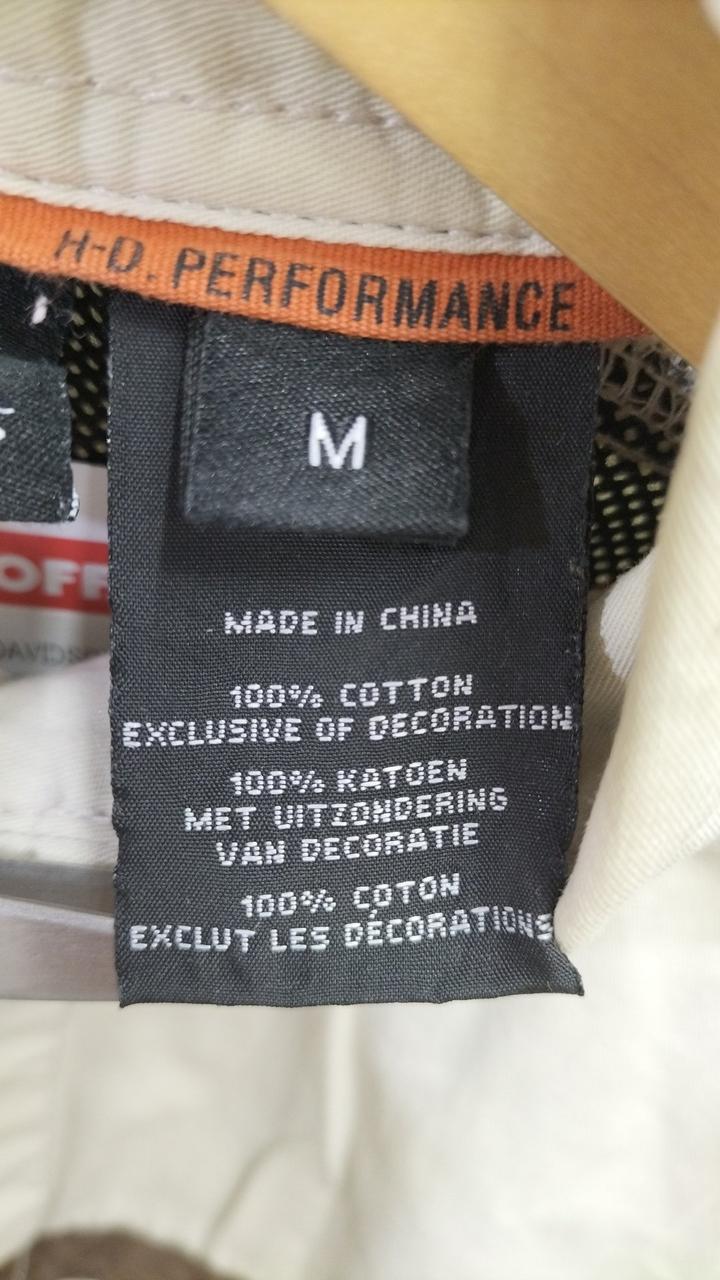 H-D. PERFORMANCE
M
OFF
MADE IN CHINA
100% COTTON
EXCLUSIVE OF DECORATION
100% KATOEN
MET UITZONDERING
VAN DECORATIE
100% COTON
EXCLUT LES DÉCORATIONS